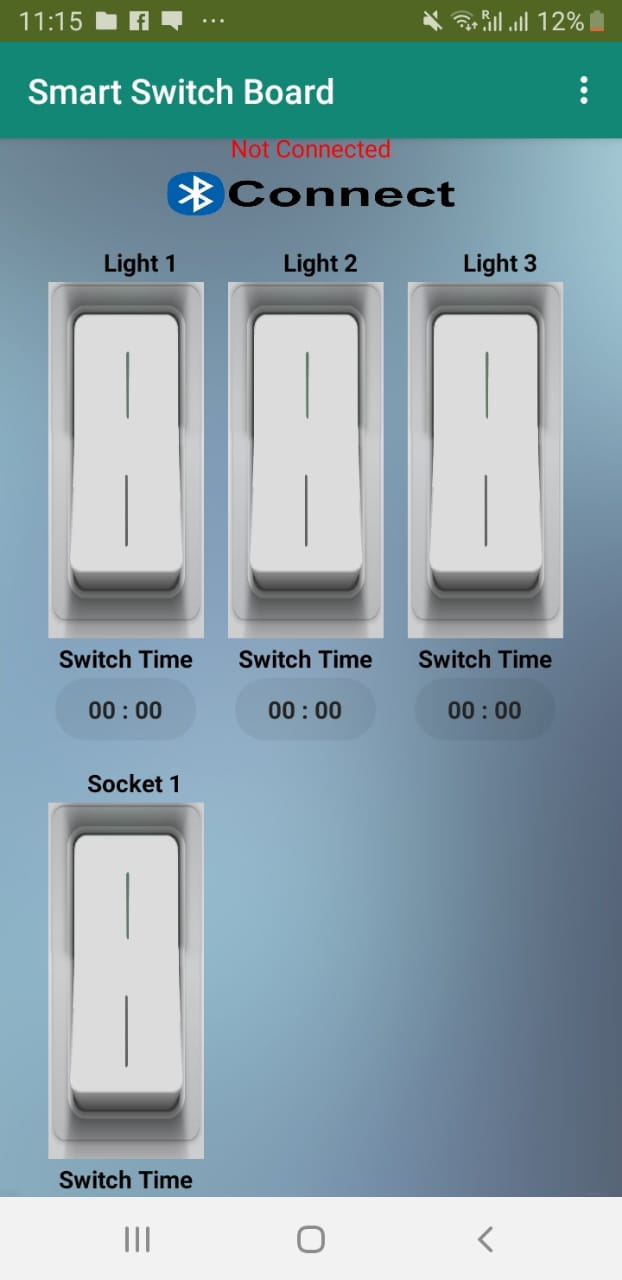 11:15 ... R 12%
Smart Switch Board
Not Connected
Connect
Light 1 Light 2 Light 3
Switch Time Switch Time Switch Time
00 : 00 00 : 00 00 : 00
Socket 1
Switch Time